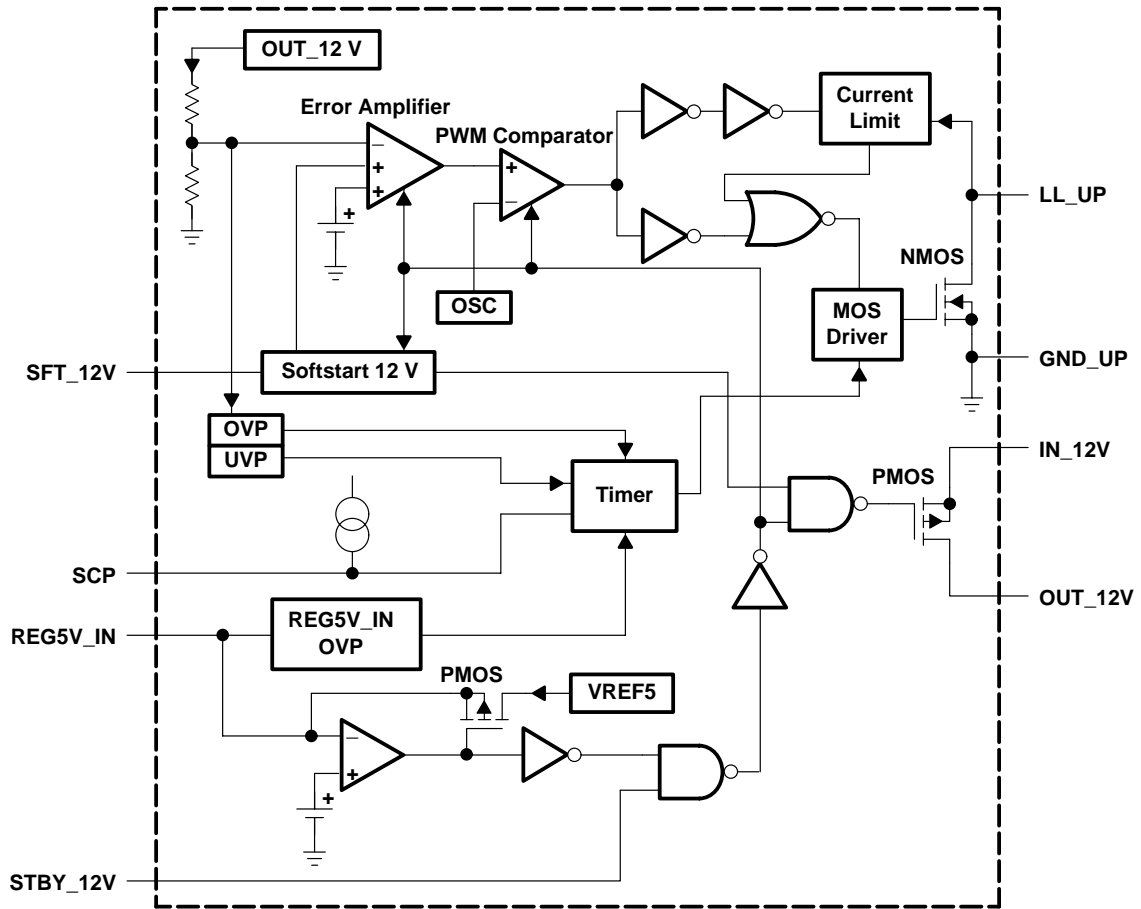 OUT_12 V
Error Amplifier
PWM Comparator
Current
Limit
−
+
+
+
+
−
LL_UP
NMOS
OSC
MOS
Driver
GND_UP
SFT_12V
Softstart 12 V
OVP
UVP
Timer
PMOS
IN_12V
SCP
OUT_12V
REG5V_IN
REG5V_IN
OVP
PMOS
VREF5
−
+
+
STBY_12V